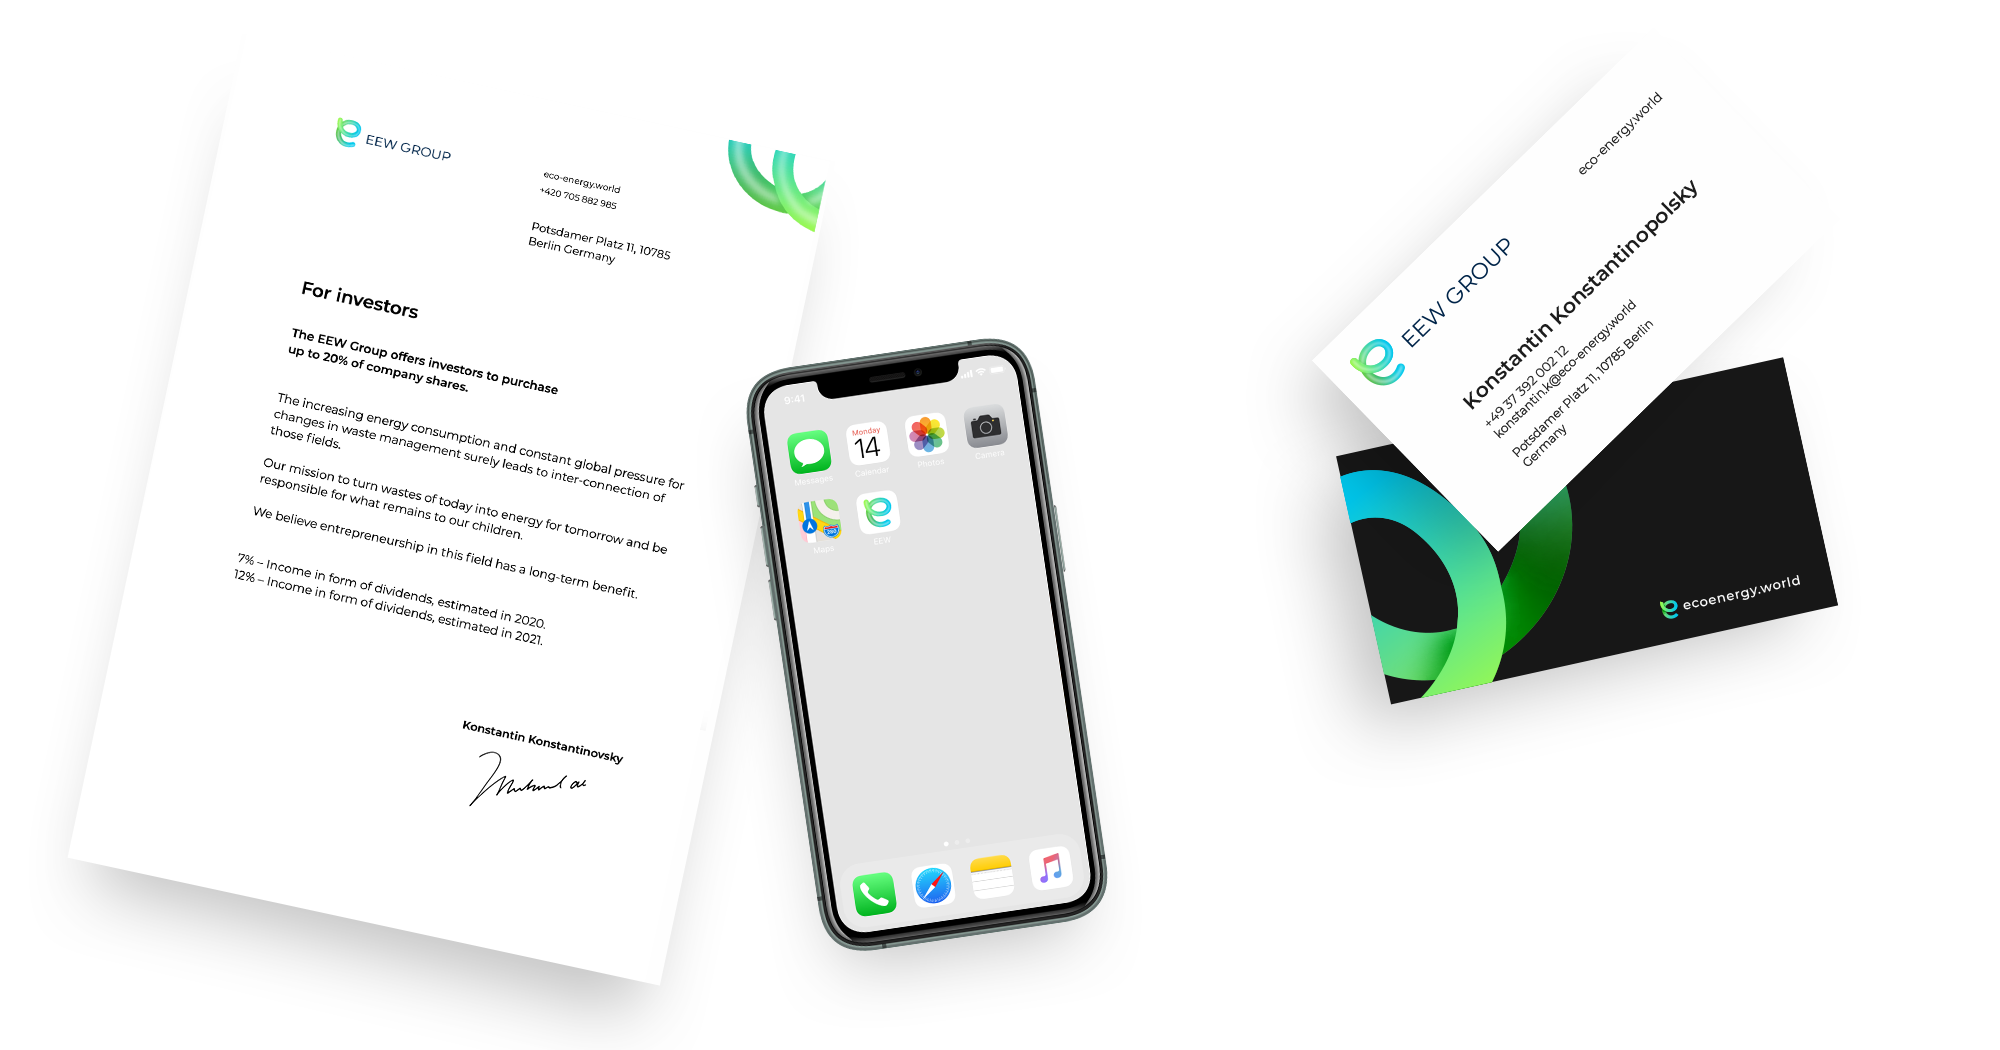 EEW GROUP
eco-energy.world
+420 705 882 985
Potsdamer Platz 11, 10785
Berlin Germany
For investors
The EEW Group offers investors to purchase
up to 20% of company shares.
The increasing energy consumption and constant global pressure for
changes in waste management surely leads to inter-connection of
those fields.
Our mission to turn wastes of today into energy for tomorrow and be
responsible for what remains to our children.
We believe entrepreneurship in this field has a long-term benefit.
7% – Income in form of dividends, estimated in 2020.
12% – Income in form of dividends, estimated in 2021.
Konstantin Konstantinovsky
9:41
Monday
14
Messages
Calendar
Photos
Camera
Maps
280
EEW
eco-energy.world
EEW GROUP
Konstantin Konstantinopolsky
+49 37 392 002 12
konstantin.k@eco-energy.world
Potsdamer Platz 11, 10785 Berlin
Germany
ecoenergy.world